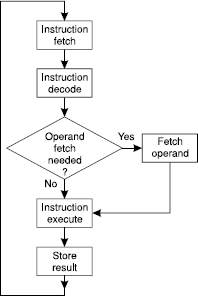 Instruction
fetch
Instruction
decode
Operand
fetch
needed
?
Yes
Fetch
operand
No
Instruction
execute
Store
result